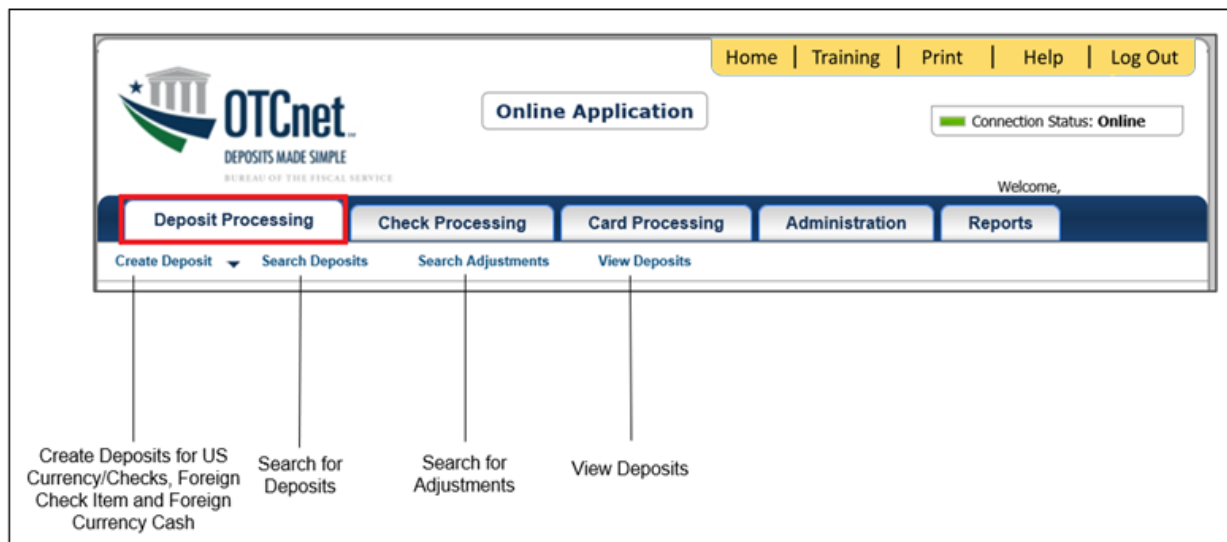 Home | Training | Print | Help | Log Out
OTCnet
DEPOSITS MADE SIMPLE
BUREAU OF THE FISCAL SERVICE
Online Application
Connection Status: Online
Welcome,
Deposit Processing Check Processing Card Processing Administration Reports
Create Deposit Search Deposits Search Adjustments View Deposits
Create Deposits for US
Currency/Checks, Foreign
Check Item and Foreign
Currency Cash
Search for
Deposits
Search for
Adjustments
View Deposits